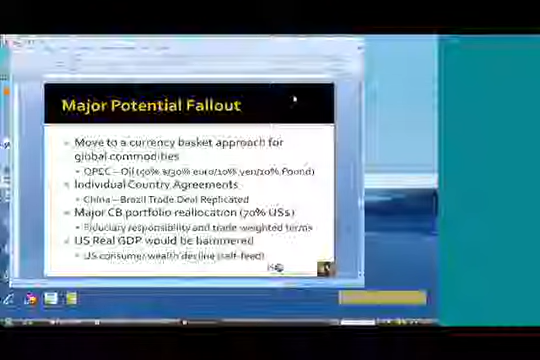 Major Potential Fallout
Move to a currency basket approach for
global commodities
OPEC – Oil (50% $/30% euro/10% yen/10% Pound)
Individual Country Agreements
China – Brazil Trade Deal Replicated
Major CB portfolio reallocation (70% US$)
Fiduciary responsibility and trade weighted terms
US Real GDP would be hammered
US consumer wealth decline (self-feed)